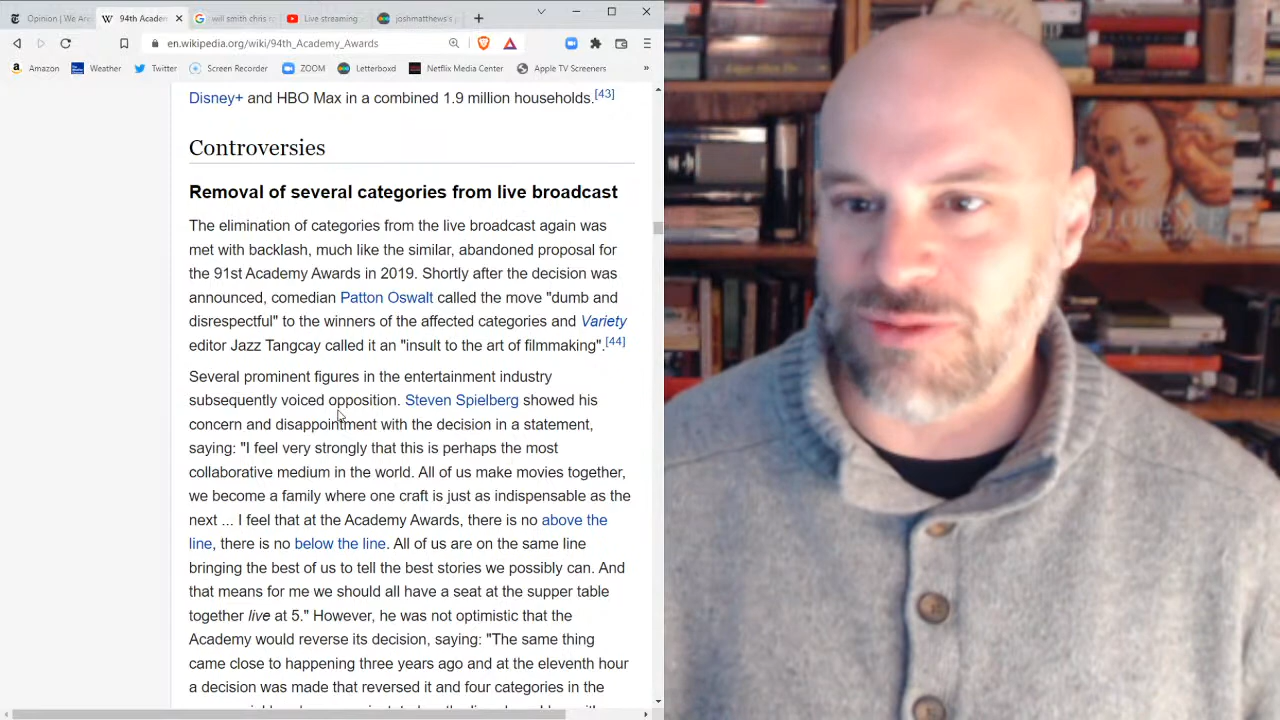 Opinion | We Are
94th Academ
will smith chris r
Live streaming
joshmatthews's
en.wikipedia.org/wiki/94th_Academy_Awards
Amazon
Weather
Twitter
Screen Recorder
ZOOM
Letterboxd
Netflix Media Center
Apple TV Screeners
»
Disney+ and HBO Max in a combined 1.9 million households.[43]
Controversies
Removal of several categories from live broadcast
The elimination of categories from the live broadcast again was
met with backlash, much like the similar, abandoned proposal for
the 91st Academy Awards in 2019. Shortly after the decision was
announced, comedian Patton Oswalt called the move "dumb and
disrespectful" to the winners of the affected categories and Variety
editor Jazz Tangcay called it an "insult to the art of filmmaking".[44]
Several prominent figures in the entertainment industry
subsequently voiced opposition. Steven Spielberg showed his
concern and disappointment with the decision in a statement,
saying: "I feel very strongly that this is perhaps the most
collaborative medium in the world. All of us make movies together,
we become a family where one craft is just as indispensable as the
next ... I feel that at the Academy Awards, there is no above the
line, there is no below the line. All of us are on the same line
bringing the best of us to tell the best stories we possibly can. And
that means for me we should all have a seat at the supper table
together live at 5." However, he was not optimistic that the
Academy would reverse its decision, saying: "The same thing
came close to happening three years ago and at the eleventh hour
a decision was made that reversed it and four categories in the
FLORENCE